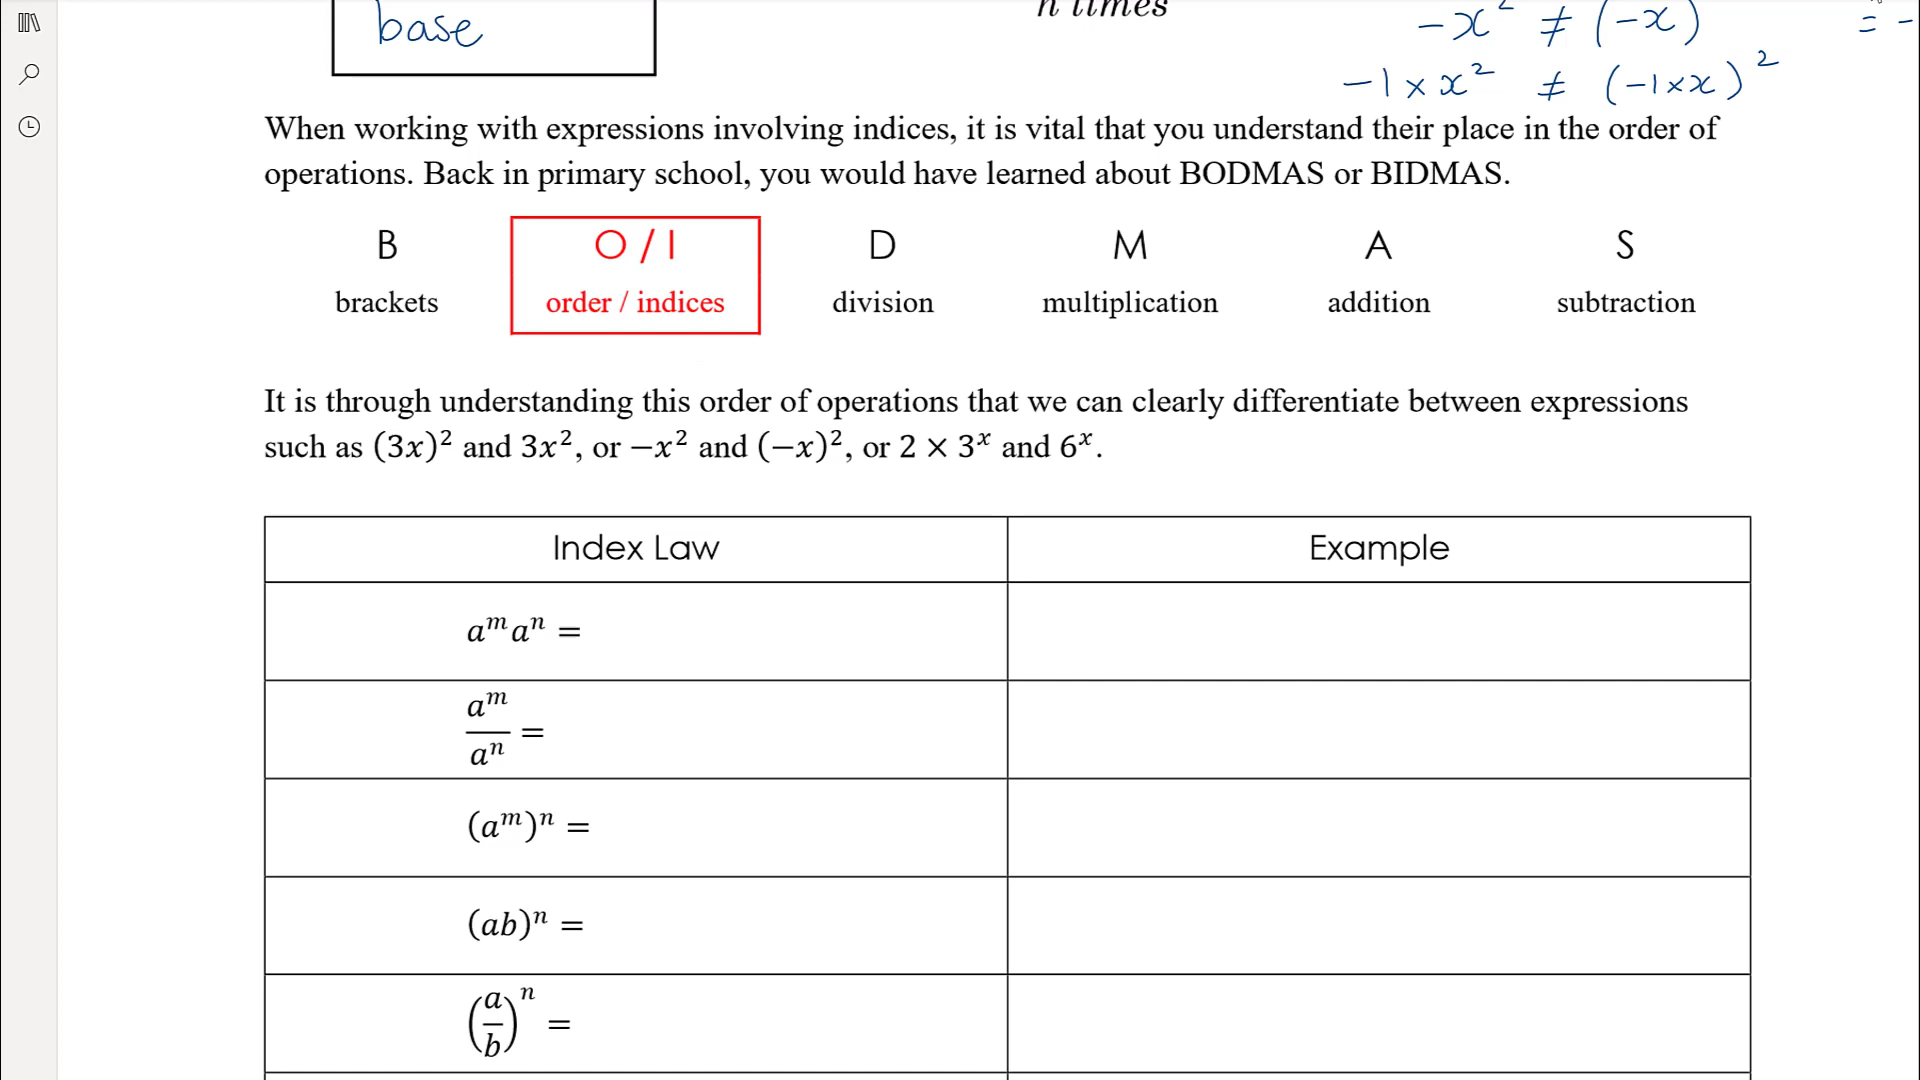 base
n times
−x² ≠ (−x)
= −
−1 × x² ≠ (−1×x)²
When working with expressions involving indices, it is vital that you understand their place in the order of
operations. Back in primary school, you would have learned about BODMAS or BIDMAS.
B O / I D M A S
brackets order / indices division multiplication addition subtraction
It is through understanding this order of operations that we can clearly differentiate between expressions
such as (3x)² and 3x², or −x² and (−x)², or 2 × 3ˣ and 6ˣ.
Index Law Example
aᵐaⁿ =
aᵐ/aⁿ =
(aᵐ)ⁿ =
(ab)ⁿ =
(a/b)ⁿ =